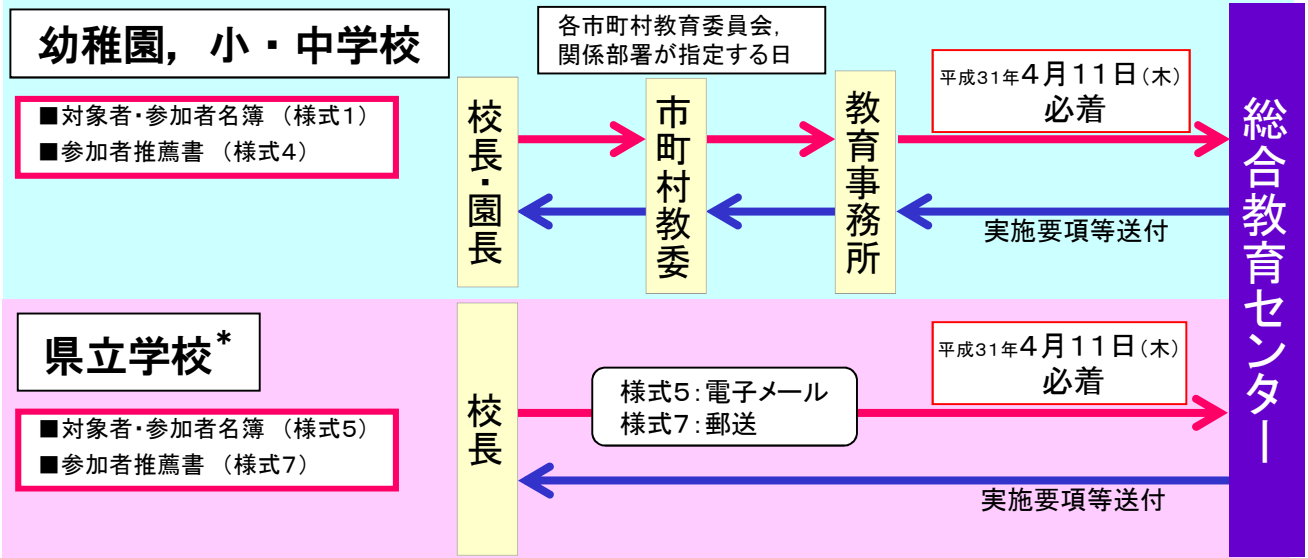 幼稚園，小・中学校
■対象者・参加者名簿 （様式1）
■参加者推薦書 （様式4）
各市町村教育委員会，
関係部署が指定する日
校長・園長
市町村教委
教育事務所
平成31年4月11日（木）
必着
実施要項等送付
県立学校*
■対象者・参加者名簿 （様式5）
■参加者推薦書 （様式7）
校長
様式5：電子メール
様式7：郵送
平成31年4月11日（木）
必着
実施要項等送付
総合教育センター